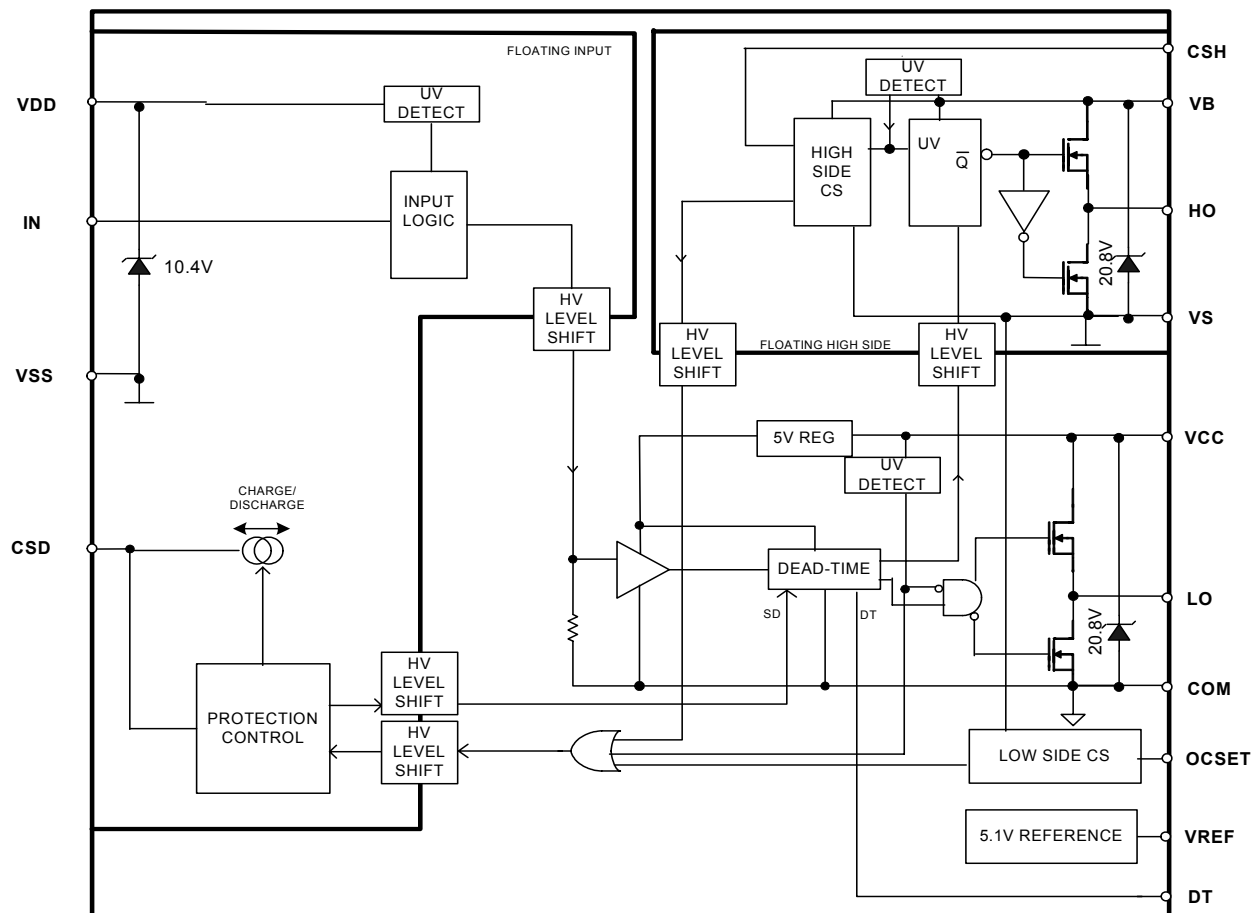 FLOATING INPUT
CSH
UV
DETECT
VDD
UV
DETECT
VB
HIGH
SIDE
CS
UV
Q̅
INPUT
LOGIC
IN
HO
10.4V
20.8V
HV
LEVEL
SHIFT
VS
HV
LEVEL
SHIFT
FLOATING HIGH SIDE
HV
LEVEL
SHIFT
VSS
5V REG
VCC
UV
DETECT
CHARGE/
DISCHARGE
CSD
DEAD-TIME
SD
DT
LO
20.8V
HV
LEVEL
SHIFT
COM
PROTECTION
CONTROL
HV
LEVEL
SHIFT
LOW SIDE CS
OCSET
5.1V REFERENCE
VREF
DT